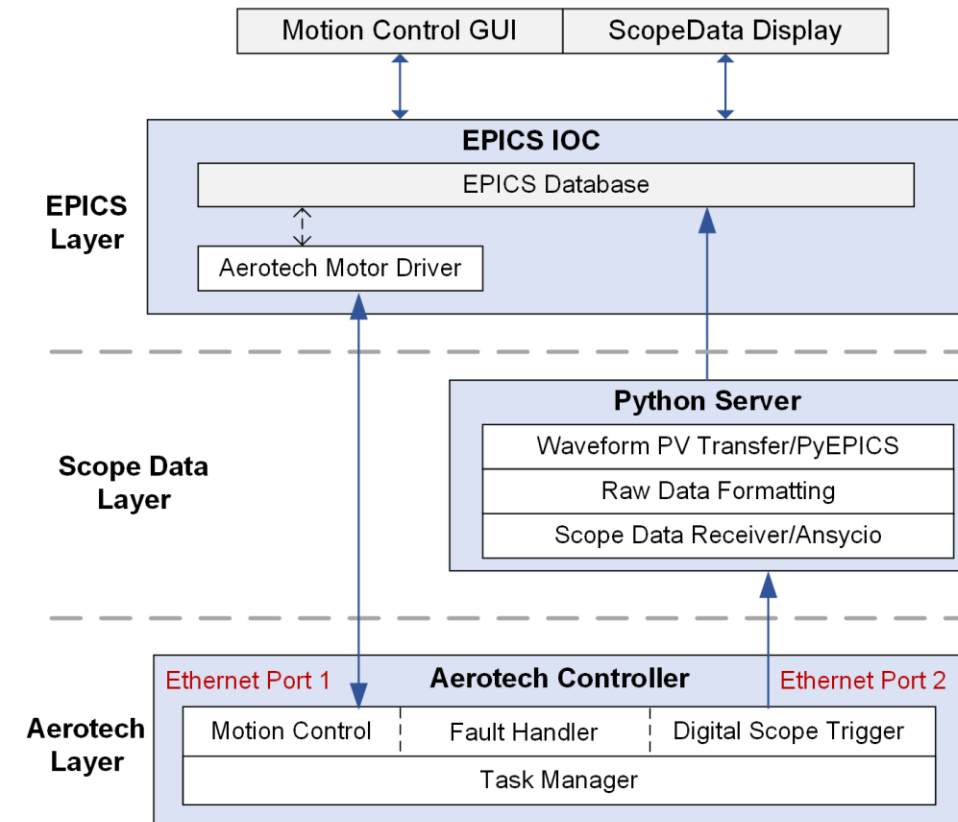 Motion Control GUI
ScopeData Display
EPICS IOC
EPICS Database
EPICS
Layer
Aerotech Motor Driver
Python Server
Waveform PV Transfer/PyEPICS
Scope Data
Layer
Raw Data Formatting
Scope Data Receiver/Ansycio
Ethernet Port 1
Aerotech Controller
Ethernet Port 2
Aerotech
Layer
Motion Control
Fault Handler
Digital Scope Trigger
Task Manager